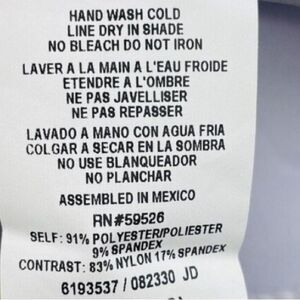 HAND WASH COLD
LINE DRY IN SHADE
NO BLEACH DO NOT IRON
LAVER A LA MAIN A L'EAU FROIDE
ETENDRE A L'OMBRE
NE PAS JAVELLISER
NE PAS REPASSER
LAVADO A MANO CON AGUA FRIA
COLGAR A SECAR EN LA SOMBRA
NO USE BLANQUEADOR
NO PLANCHAR
ASSEMBLED IN MEXICO
RN#59526
SELF: 91% POLYESTER/POLIESTER
9% SPANDEX
CONTRAST: 83% NYLON 17% SPANDEX
6193537 / 082330 JD